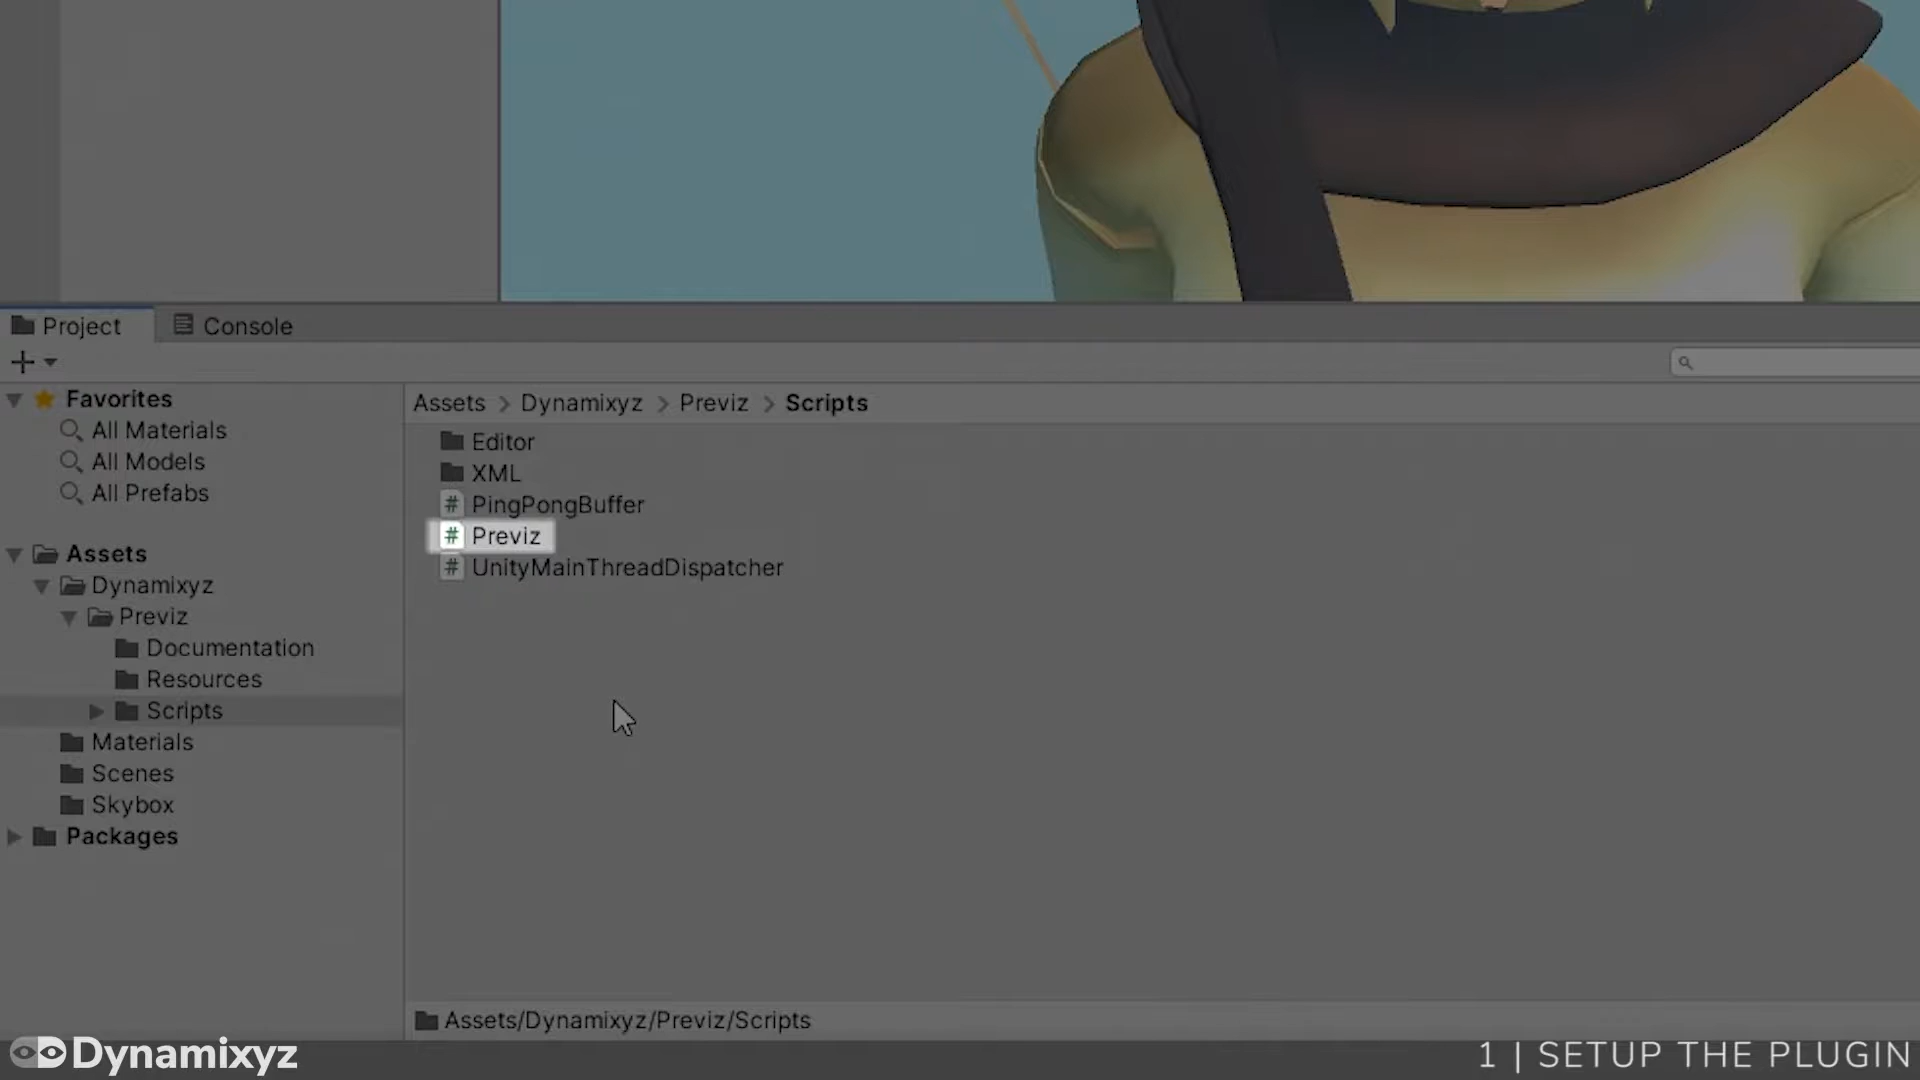 Project
Console
Favorites
All Materials
All Models
All Prefabs
Assets
Dynamixyz
Previz
Documentation
Resources
Scripts
Materials
Scenes
Skybox
Packages
Assets > Dynamixyz > Previz > Scripts
Editor
XML
# PingPongBuffer
# Previz
# UnityMainThreadDispatcher
Assets/Dynamixyz/Previz/Scripts
Dynamixyz
1 | SETUP THE PLUGIN